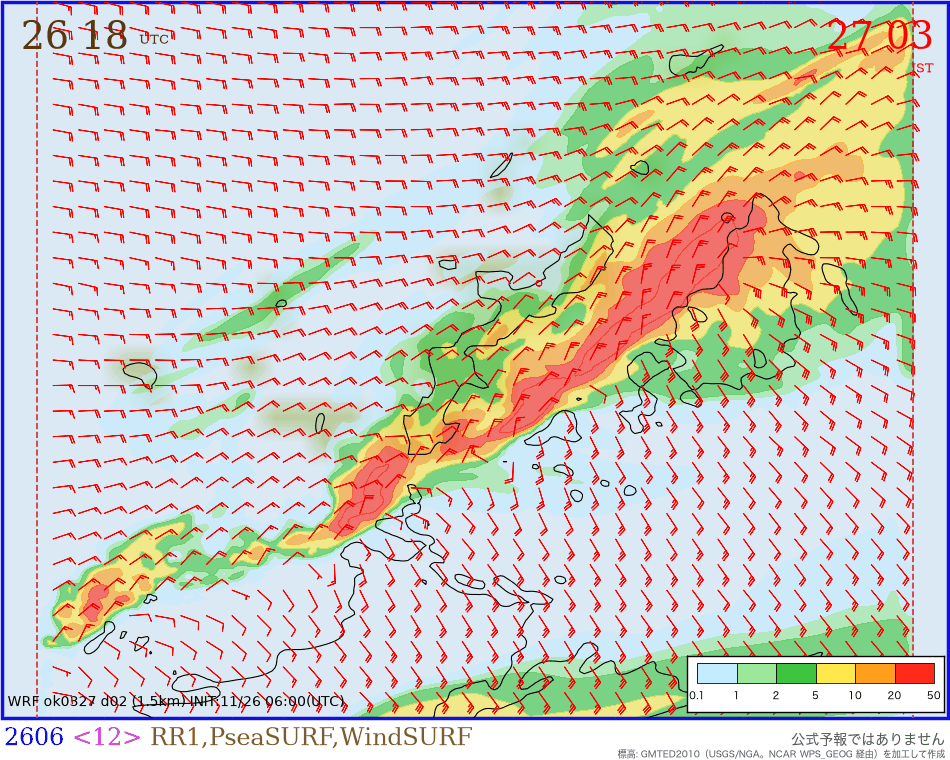 26 18 UTC
27 03
JST
0.1 1 2 5 10 20 50
WRF ok0327 d02 (1.5km) INIT:11/26 06:00(UTC)
2606 <12> RR1,PseaSURF,WindSURF
公式予報ではありません
標高: GMTED2010（USGS/NGA。NCAR WPS_GEOG 経由）を加工して作成